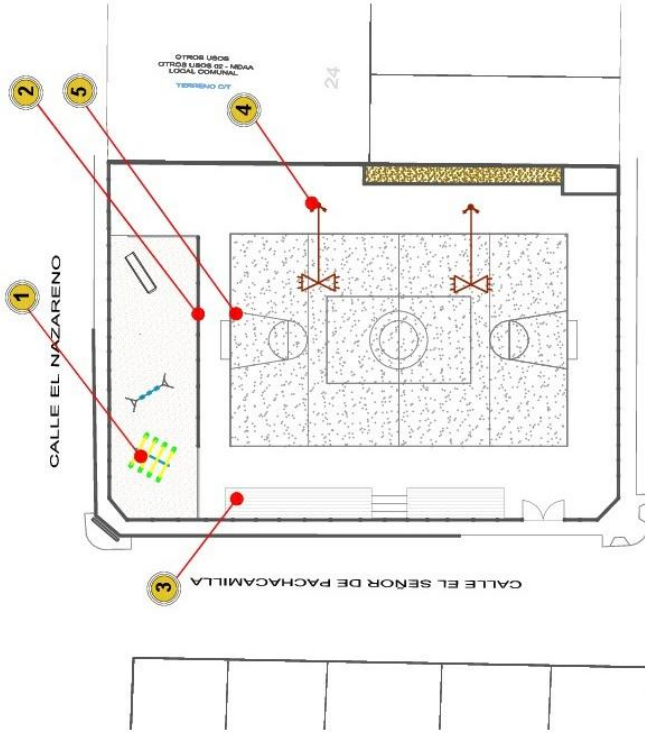 OTROS USOS
OTROS USOS 02 - MDAA
LOCAL COMUNAL
TERRENO C/T
24
2
5
4
1
CALLE EL NAZARENO
3
CALLE EL SEÑOR DE PACHACAMILLA